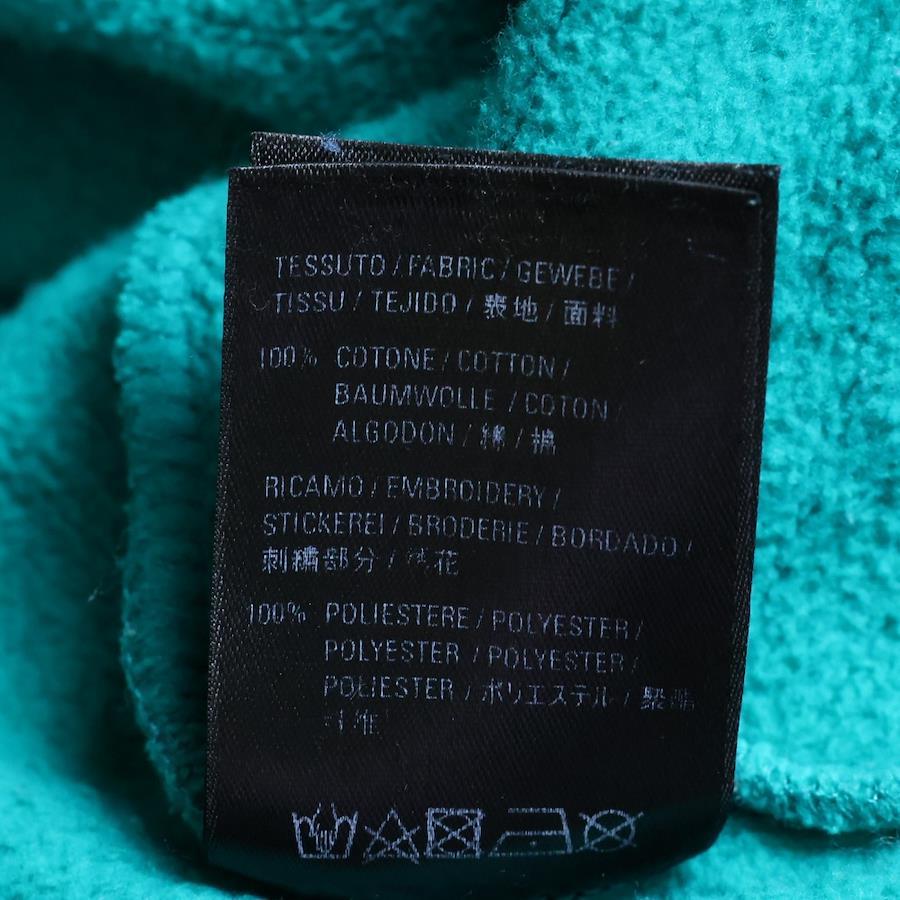 TESSUTO / FABRIC / GEWEBE /
TISSU / TEJIDO / 表地 / 面料
100% COTONE / COTTON /
BAUMWOLLE / COTON /
ALGODON / 綿 / 棉
RICAMO / EMBROIDERY /
STICKEREI / BRODERIE / BORDADO /
刺繍部分 / 花
100% POLIESTERE / POLYESTER /
POLYESTER / POLYESTER /
POLIESTER / ポリエステル / 聚酯
维